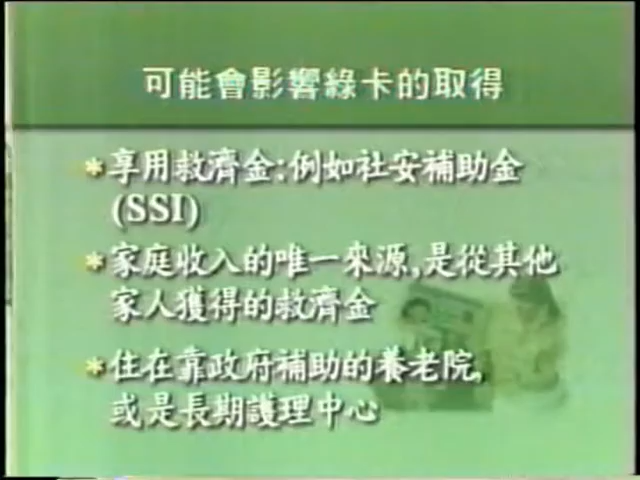 可能會影響綠卡的取得
*享用救濟金:例如社安補助金
(SSI)
*家庭收入的唯一來源,是從其他
家人獲得的救濟金
*住在靠政府補助的養老院,
或是長期護理中心